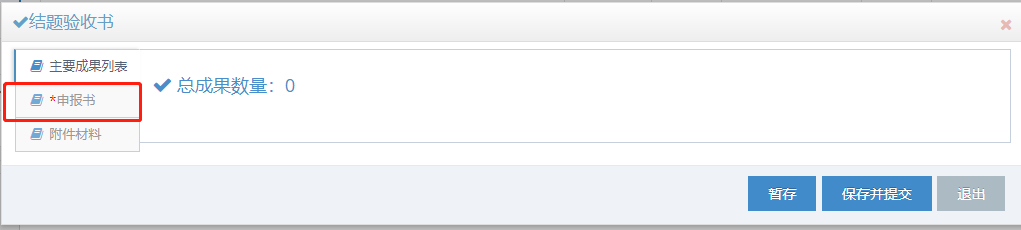 结题验收书
主要成果列表
总成果数量：0
*申报书
附件材料
暂存
保存并提交
退出